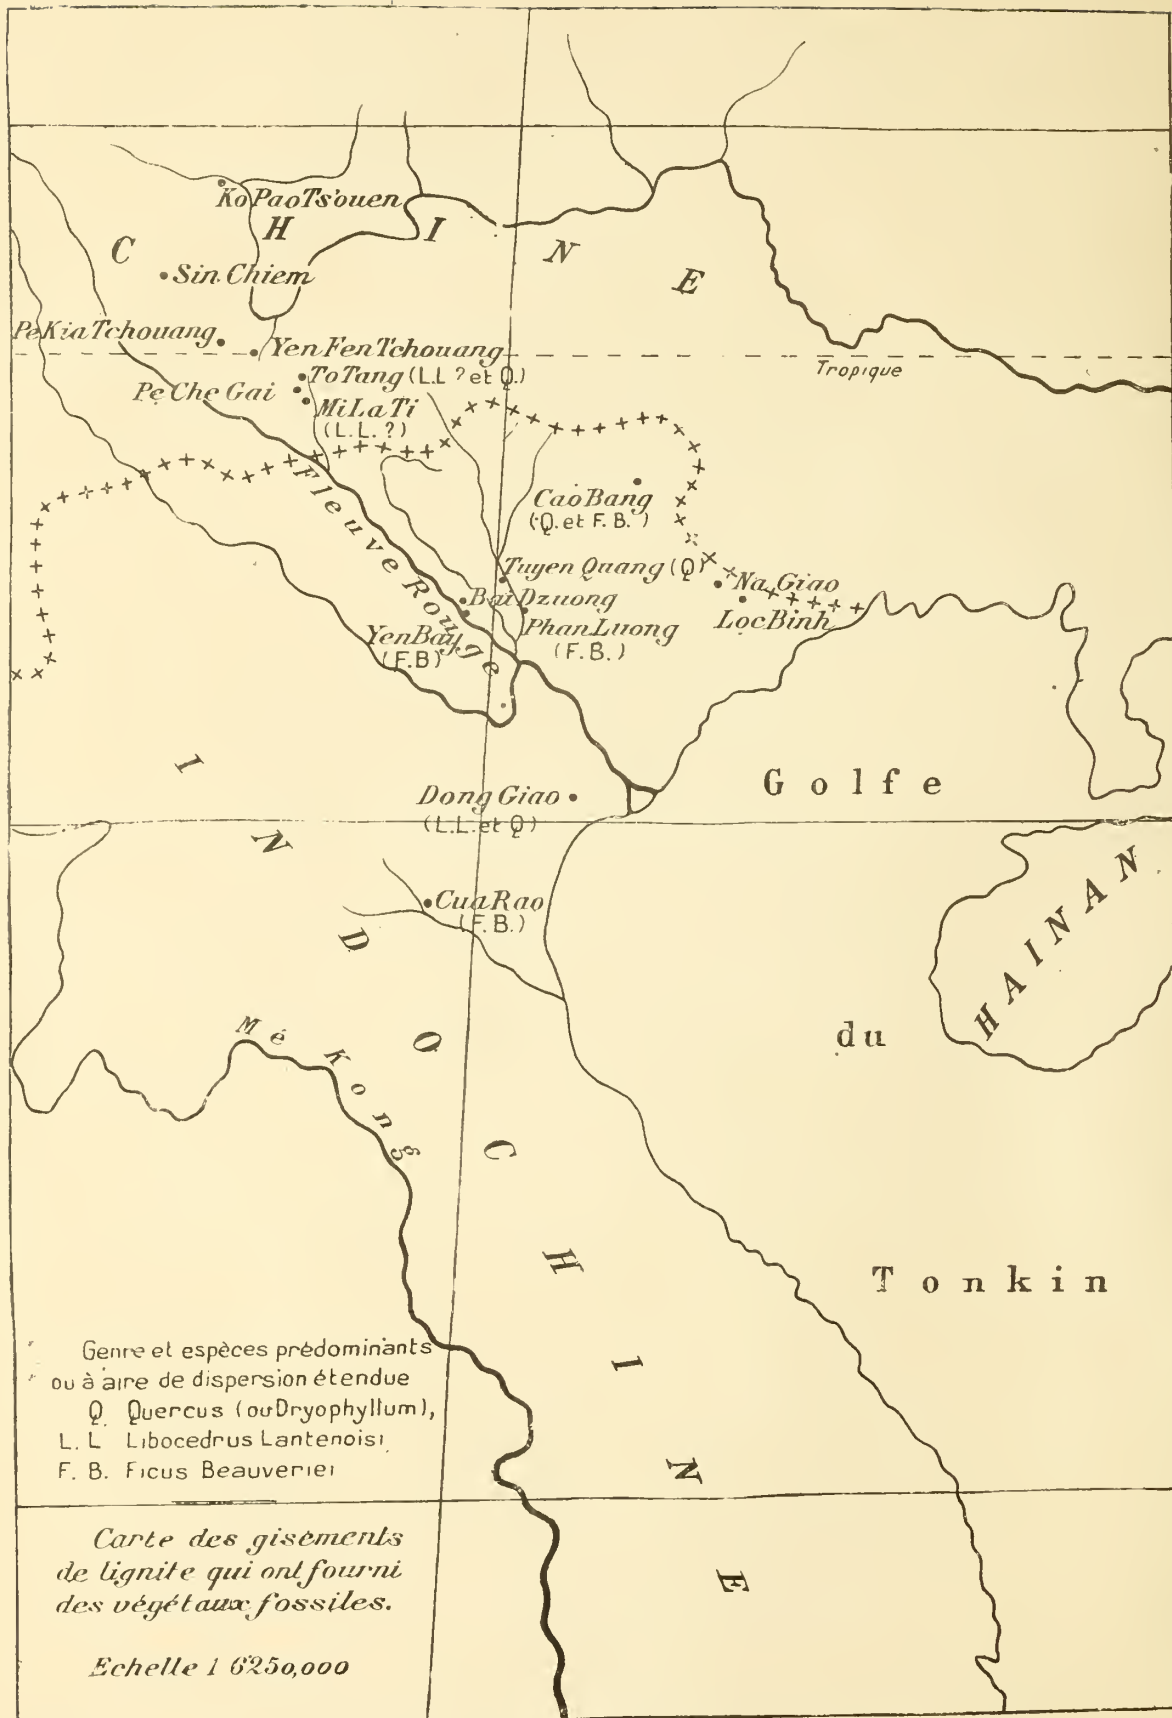 Ko Pao Ts'ouen
CHINE
Sin Chiem
Pe Kia Tchouang
Yen Fen Tchouang
Tropique
To Tang (L.L ? et Q.)
Pe Che Gai
Mi La Ti
(L. L. ?)
Fleuve Rouge
Cao Bang
(Q. et F. B.)
Tuyen Quang (Q)
Na Giao
Bai Dzuong
Lọc Binh
Phan Luong
(F. B.)
Yen Bay
(F.B)
Golfe
Dong Giao
(L. L. et Q)
Cua Rao
(F. B.)
HAINAN
du
Mé Kong
INDOCHINE
Tonkin
Genre et espèces prédominants
ou à aire de dispersion étendue
Q Quercus (ou Dryophyllum),
L. L Libocedrus Lantenoisi
F. B. Ficus Beauveriei
Carte des gisements
de lignite qui ont fourni
des végétaux fossiles.
Echelle 1 6250,000